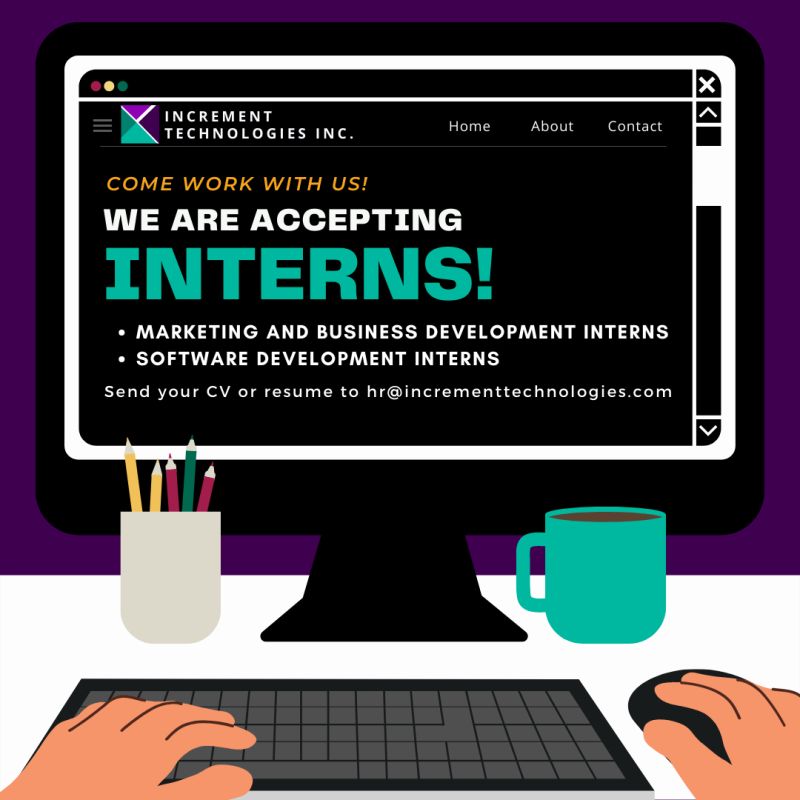 INCREMENT
TECHNOLOGIES INC.
Home About Contact
COME WORK WITH US!
WE ARE ACCEPTING
INTERNS!
• MARKETING AND BUSINESS DEVELOPMENT INTERNS
• SOFTWARE DEVELOPMENT INTERNS
Send your CV or resume to hr@incrementtechnologies.com